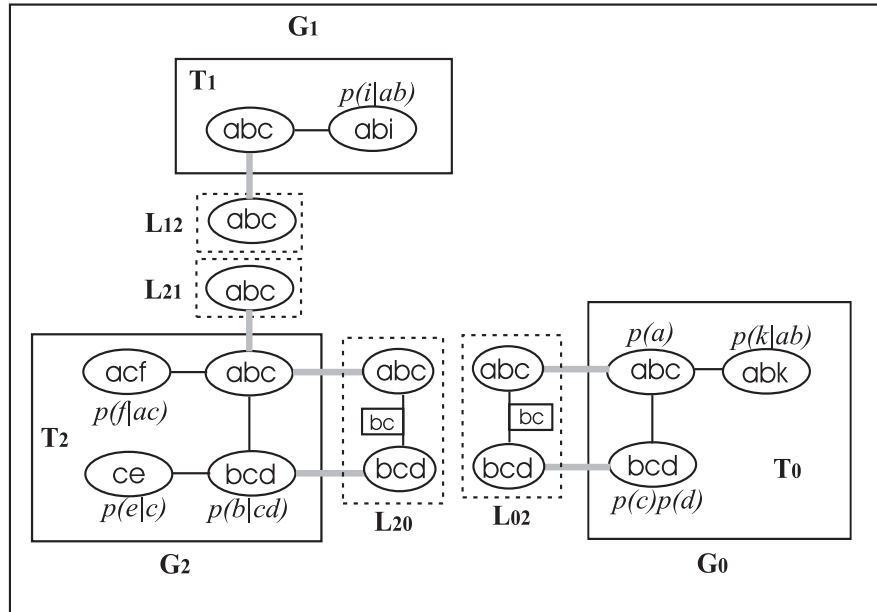 G1
T1
p(i|ab)
abc abi
L12 abc
L21 abc
p(a) p(k|ab)
acf abc abc abc abc abk
p(f|ac)
bc bc
T2
ce bcd bcd bcd bcd T0
p(e|c) p(b|cd) p(c)p(d)
L20 L02
G2 G0